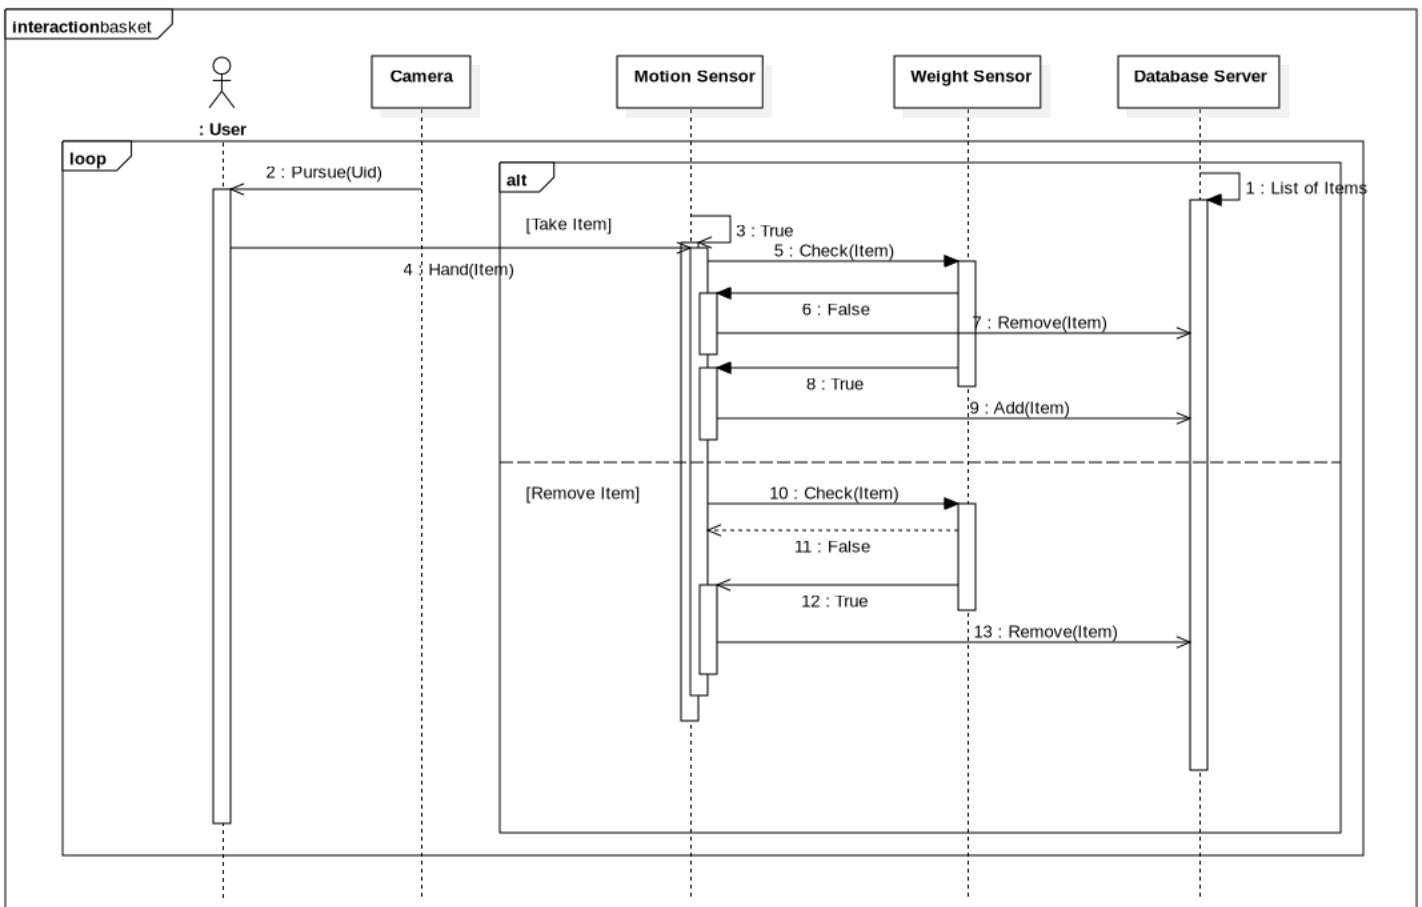 interactionbasket
Camera
Motion Sensor
Weight Sensor
Database Server
: User
loop
2 : Pursue(Uid)
alt
1 : List of Items
[Take Item]
3 : True
5 : Check(Item)
4 : Hand(Item)
6 : False
7 : Remove(Item)
8 : True
9 : Add(Item)
[Remove Item]
10 : Check(Item)
11 : False
12 : True
13 : Remove(Item)